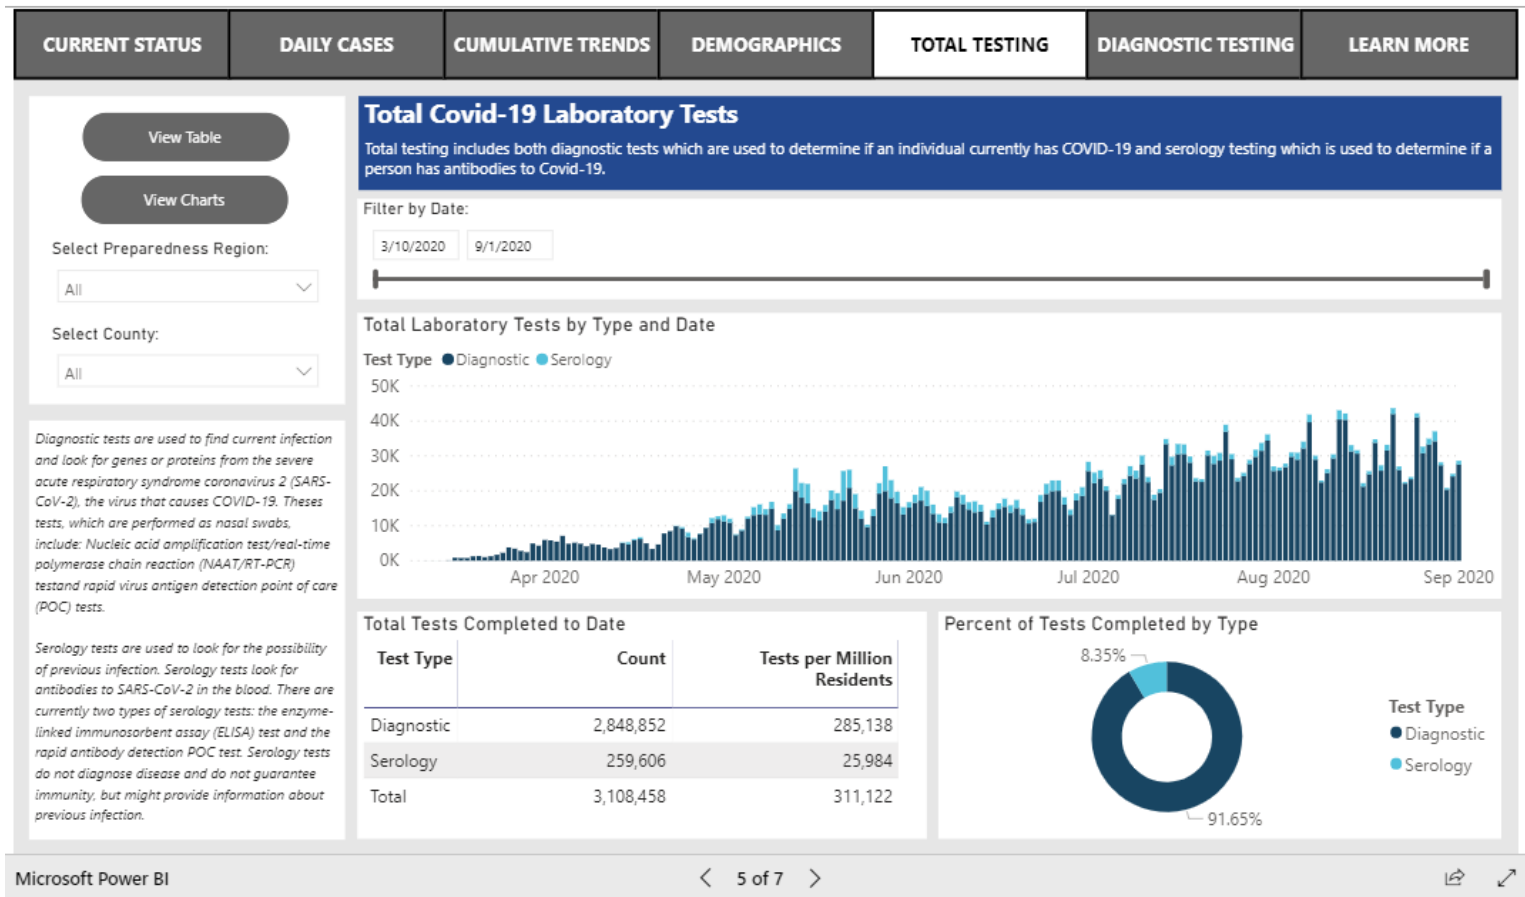 CURRENT STATUS
DAILY CASES
CUMULATIVE TRENDS
DEMOGRAPHICS
TOTAL TESTING
DIAGNOSTIC TESTING
LEARN MORE
View Table
View Charts
Select Preparedness Region:
All
Select County:
All
Diagnostic tests are used to find current infection
and look for genes or proteins from the severe
acute respiratory syndrome coronavirus 2 (SARS-
CoV-2), the virus that causes COVID-19. Theses
tests, which are performed as nasal swabs,
include: Nucleic acid amplification test/real-time
polymerase chain reaction (NAAT/RT-PCR)
testand rapid virus antigen detection point of care
(POC) tests.
Serology tests are used to look for the possibility
of previous infection. Serology tests look for
antibodies to SARS-CoV-2 in the blood. There are
currently two types of serology tests: the enzyme-
linked immunosorbent assay (ELISA) test and the
rapid antibody detection POC test. Serology tests
do not diagnose disease and do not guarantee
immunity, but might provide information about
previous infection.
Total Covid-19 Laboratory Tests
Total testing includes both diagnostic tests which are used to determine if an individual currently has COVID-19 and serology testing which is used to determine if a
person has antibodies to Covid-19.
Filter by Date:
3/10/2020 9/1/2020
Total Laboratory Tests by Type and Date
Test Type Diagnostic Serology
50K
40K
30K
20K
10K
0K
Apr 2020 May 2020 Jun 2020 Jul 2020 Aug 2020 Sep 2020
Total Tests Completed to Date
Test Type Count Tests per Million
Residents
Diagnostic 2,848,852 285,138
Serology 259,606 25,984
Total 3,108,458 311,122
Percent of Tests Completed by Type
8.35%
91.65%
Test Type
Diagnostic
Serology
Microsoft Power BI
5 of 7